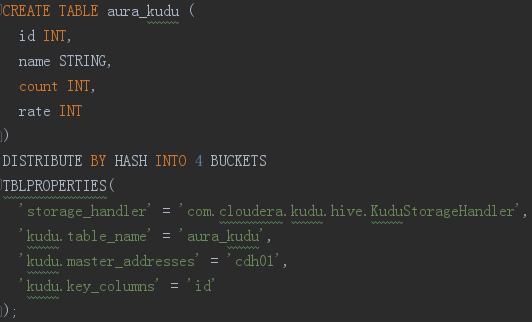 CREATE TABLE aura_kudu (
  id INT,
  name STRING,
  count INT,
  rate INT
)
DISTRIBUTE BY HASH INTO 4 BUCKETS
TBLPROPERTIES(
  'storage_handler' = 'com.cloudera.kudu.hive.KuduStorageHandler',
  'kudu.table_name' = 'aura_kudu',
  'kudu.master_addresses' = 'cdh01',
  'kudu.key_columns' = 'id'
);